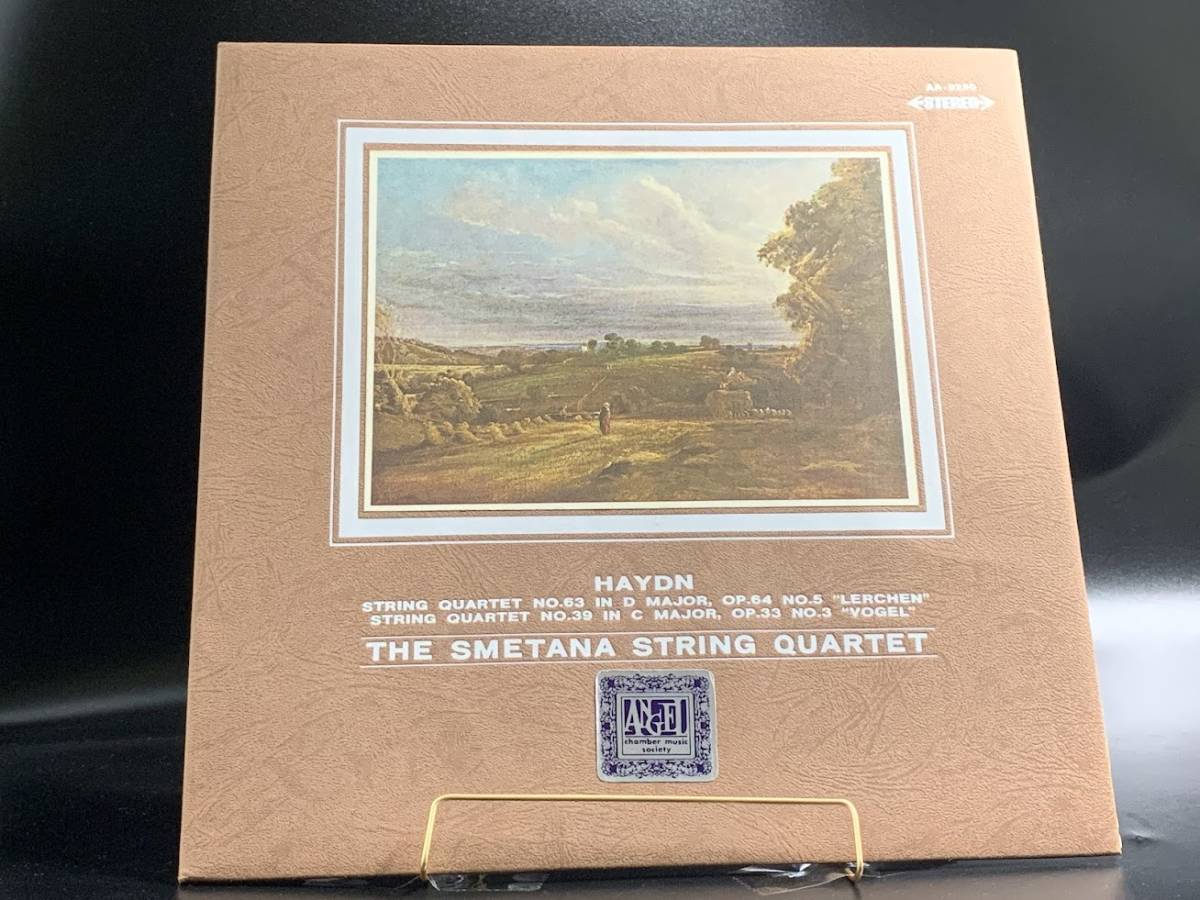 STEREO
HAYDN
STRING QUARTET NO.63 IN D MAJOR, OP.64 NO.5 "LERCHEN"
STRING QUARTET NO.39 IN C MAJOR, OP.33 NO.3 "VOGEL"
THE SMETANA STRING QUARTET
ANGEL
chamber music
society